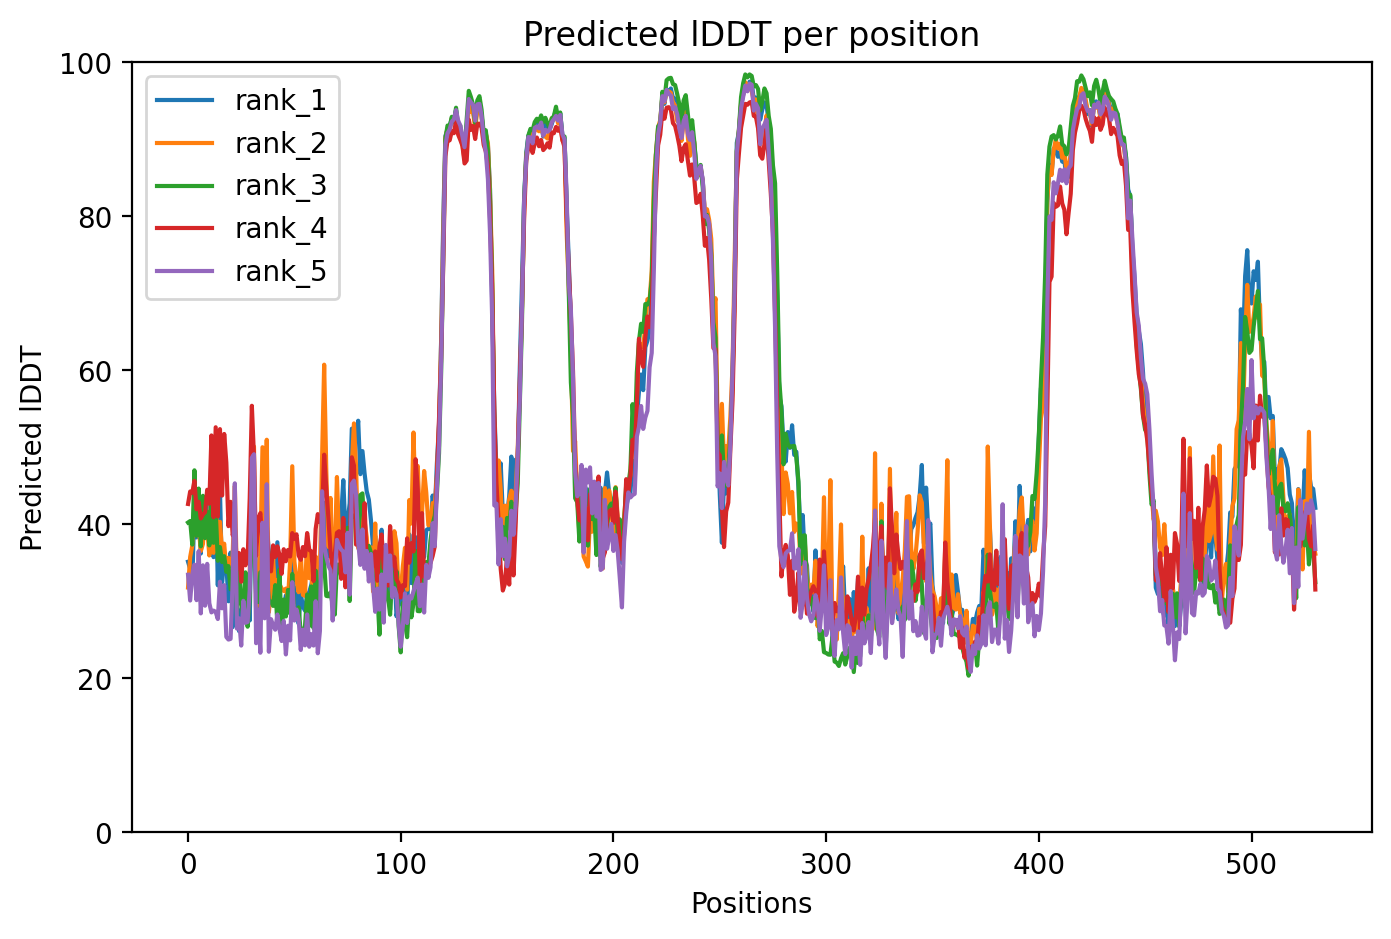 Predicted lDDT per position
100
80
60
40
20
0
Predicted lDDT
rank_1
rank_2
rank_3
rank_4
rank_5
0 100 200 300 400 500
Positions